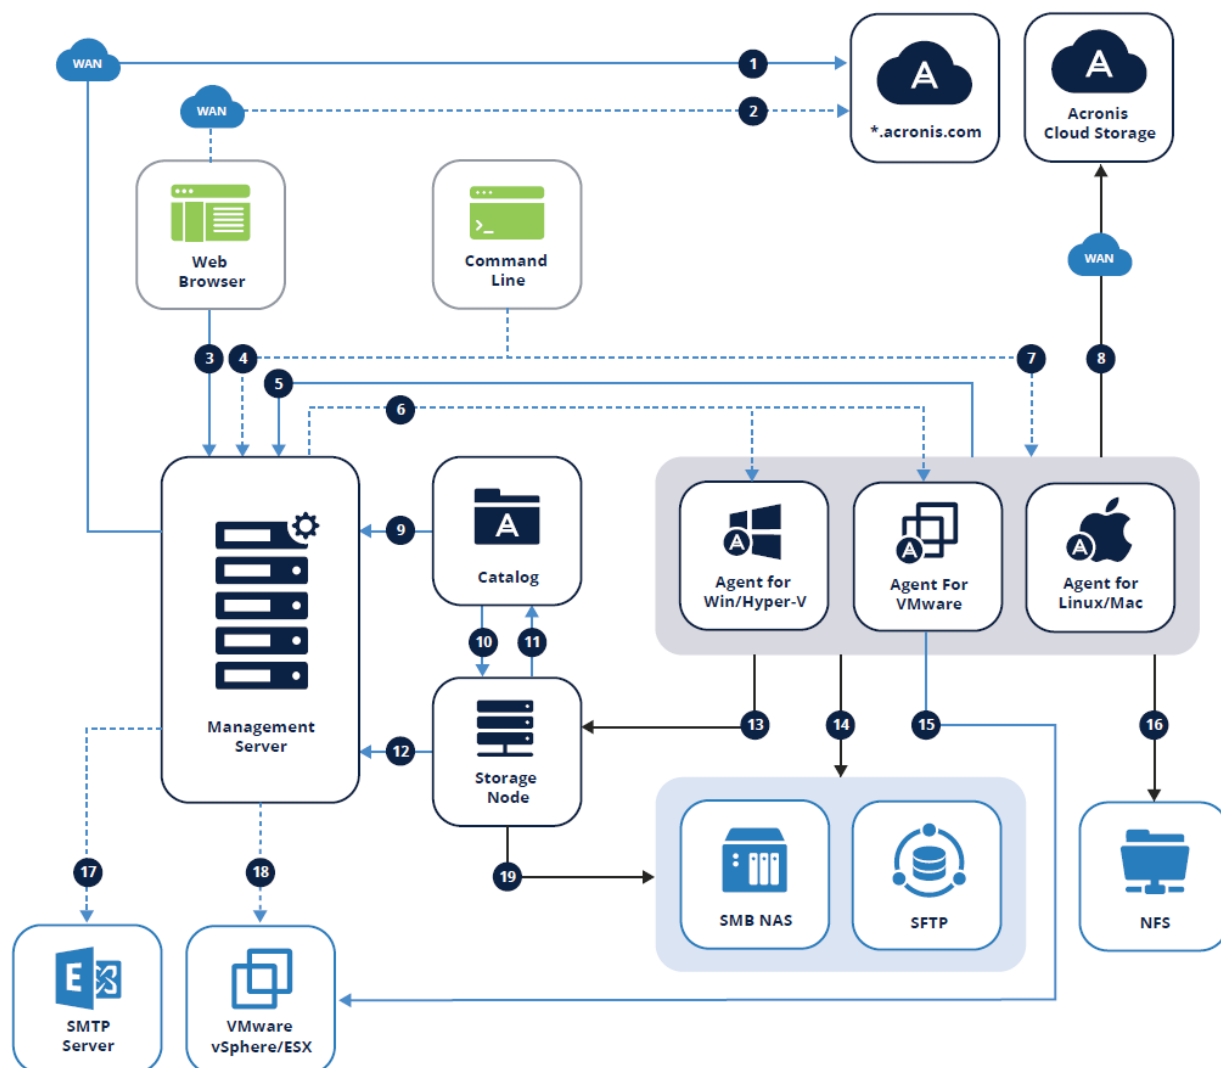 WAN
1
WAN
2
*.acronis.com
Acronis
Cloud Storage
Web
Browser
Command
Line
WAN
3
4
7
8
5
6
9
Catalog
Agent for
Win/Hyper-V
Agent For
VMware
Agent for
Linux/Mac
10
11
Management
Server
12
Storage
Node
13
14
15
16
17
18
19
SMB NAS
SFTP
NFS
E
SMTP
Server
VMware
vSphere/ESX